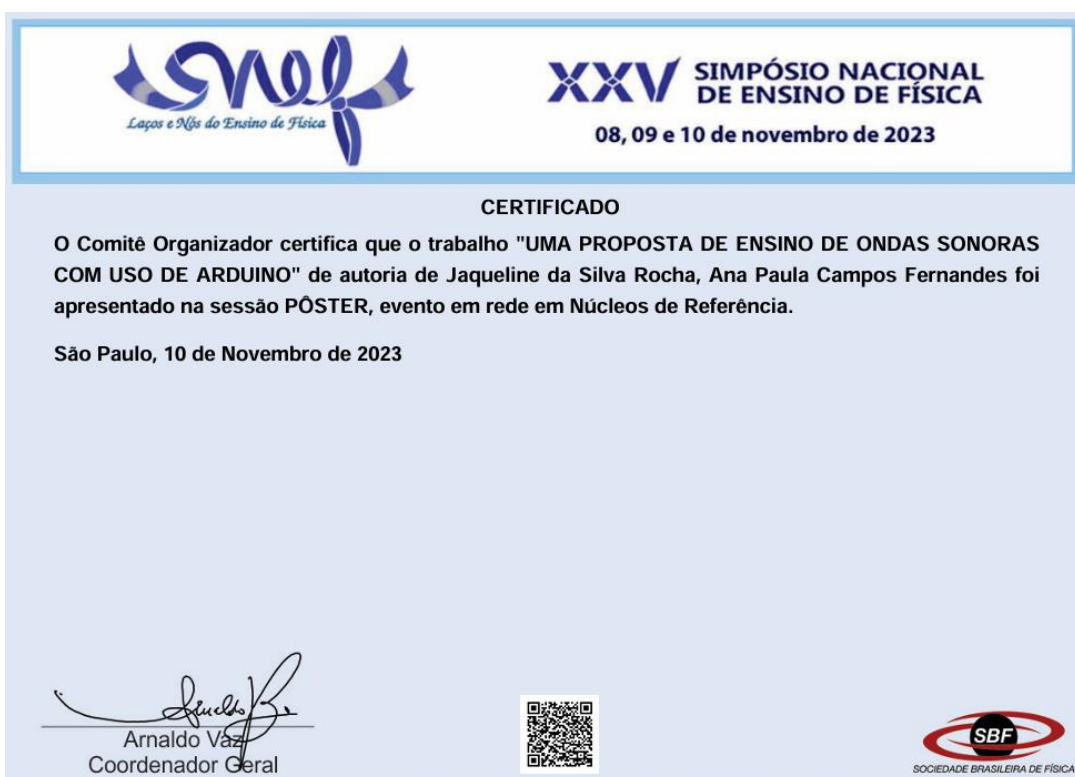 snef
Laços e Nós do Ensino de Física
XXV SIMPÓSIO NACIONAL
DE ENSINO DE FÍSICA
08, 09 e 10 de novembro de 2023
CERTIFICADO
O Comitê Organizador certifica que o trabalho "UMA PROPOSTA DE ENSINO DE ONDAS SONORAS
COM USO DE ARDUINO" de autoria de Jaqueline da Silva Rocha, Ana Paula Campos Fernandes foi
apresentado na sessão PÔSTER, evento em rede em Núcleos de Referência.
São Paulo, 10 de Novembro de 2023
Arnaldo Vaz
Coordenador Geral
SBF
SOCIEDADE BRASILEIRA DE FÍSICA